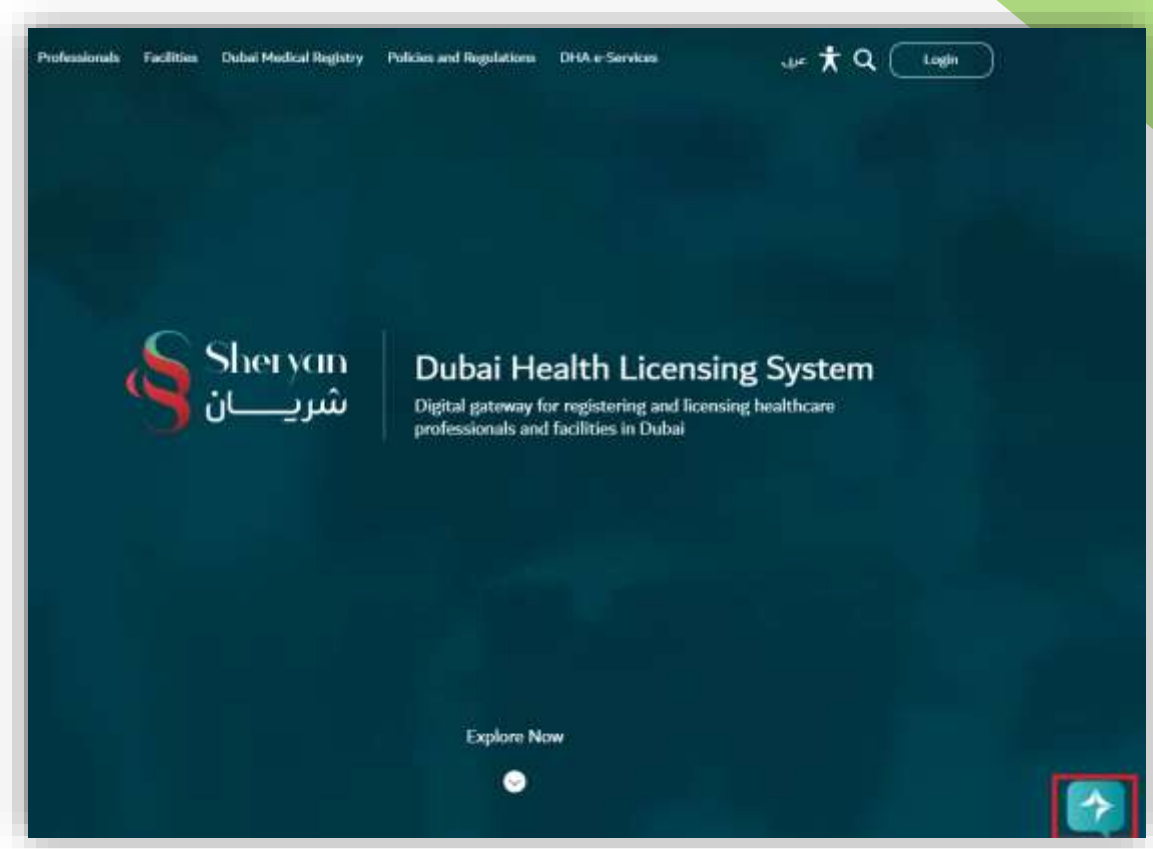 Professionals Facilities Dubai Medical Registry Policies and Regulations DHA e-Services عربي Login
Sheryan
شريان
Dubai Health Licensing System
Digital gateway for registering and licensing healthcare
professionals and facilities in Dubai
Explore Now